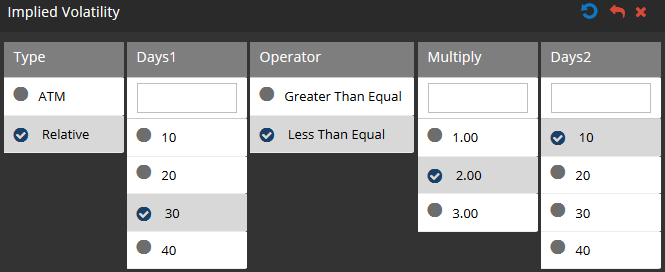 Implied Volatility
Type Days1 Operator Multiply Days2
ATM Greater Than Equal
Relative 10 Less Than Equal 1.00 10
20 2.00 20
30 3.00 30
40 40